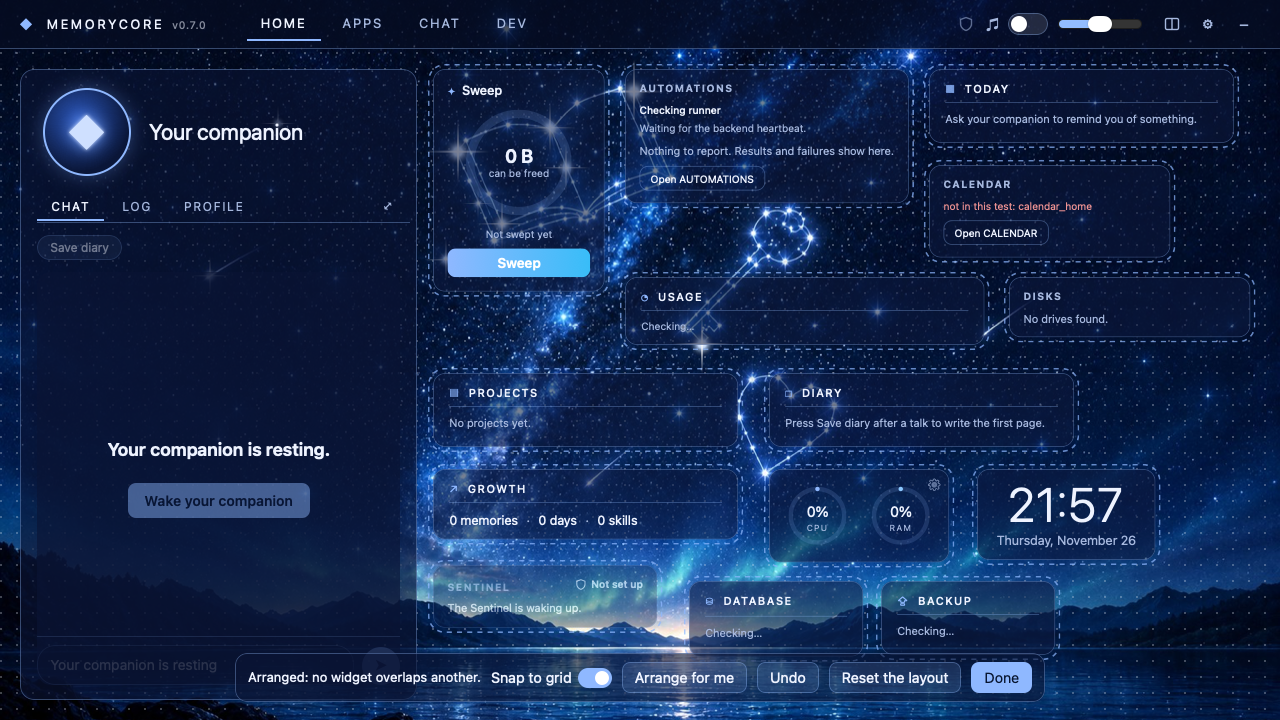 MEMORYCORE v0.7.0
HOME
APPS
CHAT
DEV
Your companion
CHAT
LOG
PROFILE
Save diary
Your companion is resting.
Wake your companion
Your companion is resting
Sweep
0 B
can be freed
Not swept yet
Sweep
AUTOMATIONS
Checking runner
Waiting for the backend heartbeat.
Nothing to report. Results and failures show here.
Open AUTOMATIONS
TODAY
Ask your companion to remind you of something.
CALENDAR
not in this test: calendar_home
Open CALENDAR
USAGE
Checking...
DISKS
No drives found.
PROJECTS
No projects yet.
DIARY
Press Save diary after a talk to write the first page.
GROWTH
0 memories · 0 days · 0 skills
0%
CPU
0%
RAM
21:57
Thursday, November 26
SENTINEL
Not set up
The Sentinel is waking up.
DATABASE
Checking...
BACKUP
Checking...
Arranged: no widget overlaps another.
Snap to grid
Arrange for me
Undo
Reset the layout
Done